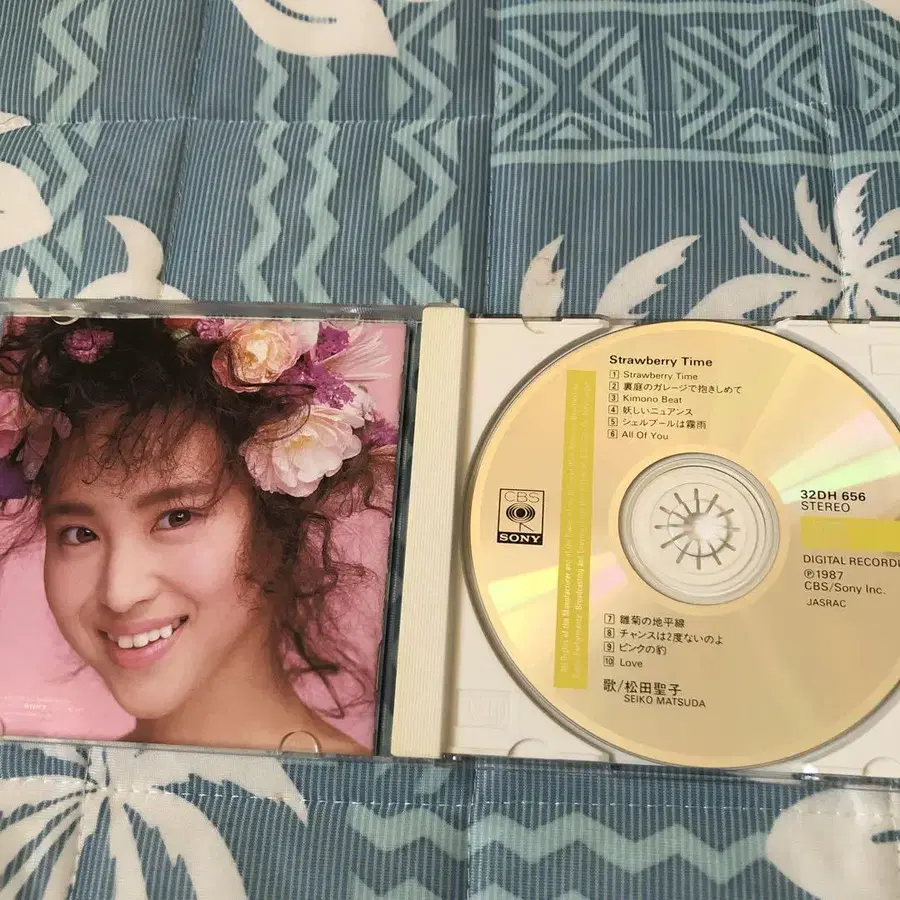 Strawberry Time
1 Strawberry Time
2 裏庭のガレージで抱きしめて
3 Kimono Beat
4 妖しいニュアンス
5 シェルブールは霧雨
6 All Of You
CBS
SONY
32DH 656
STEREO
DIGITAL RECORDI
℗1987
CBS/Sony Inc.
JASRAC
7 雛菊の地平線
8 チャンスは2度ないのよ
9 ピンクの豹
10 Love
歌/松田聖子
SEIKO MATSUDA